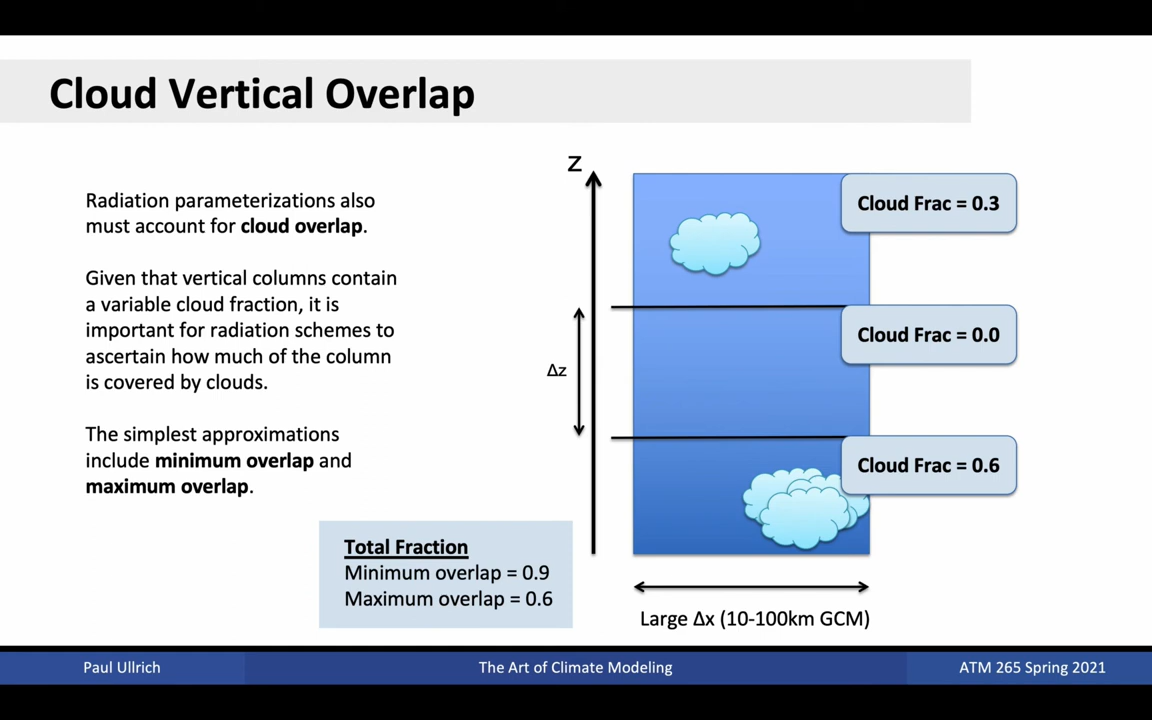 Cloud Vertical Overlap
Radiation parameterizations also
must account for cloud overlap.
Given that vertical columns contain
a variable cloud fraction, it is
important for radiation schemes to
ascertain how much of the column
is covered by clouds.
The simplest approximations
include minimum overlap and
maximum overlap.
Total Fraction
Minimum overlap = 0.9
Maximum overlap = 0.6
z
Δz
Cloud Frac = 0.3
Cloud Frac = 0.0
Cloud Frac = 0.6
Large Δx (10-100km GCM)
Paul Ullrich
The Art of Climate Modeling
ATM 265 Spring 2021